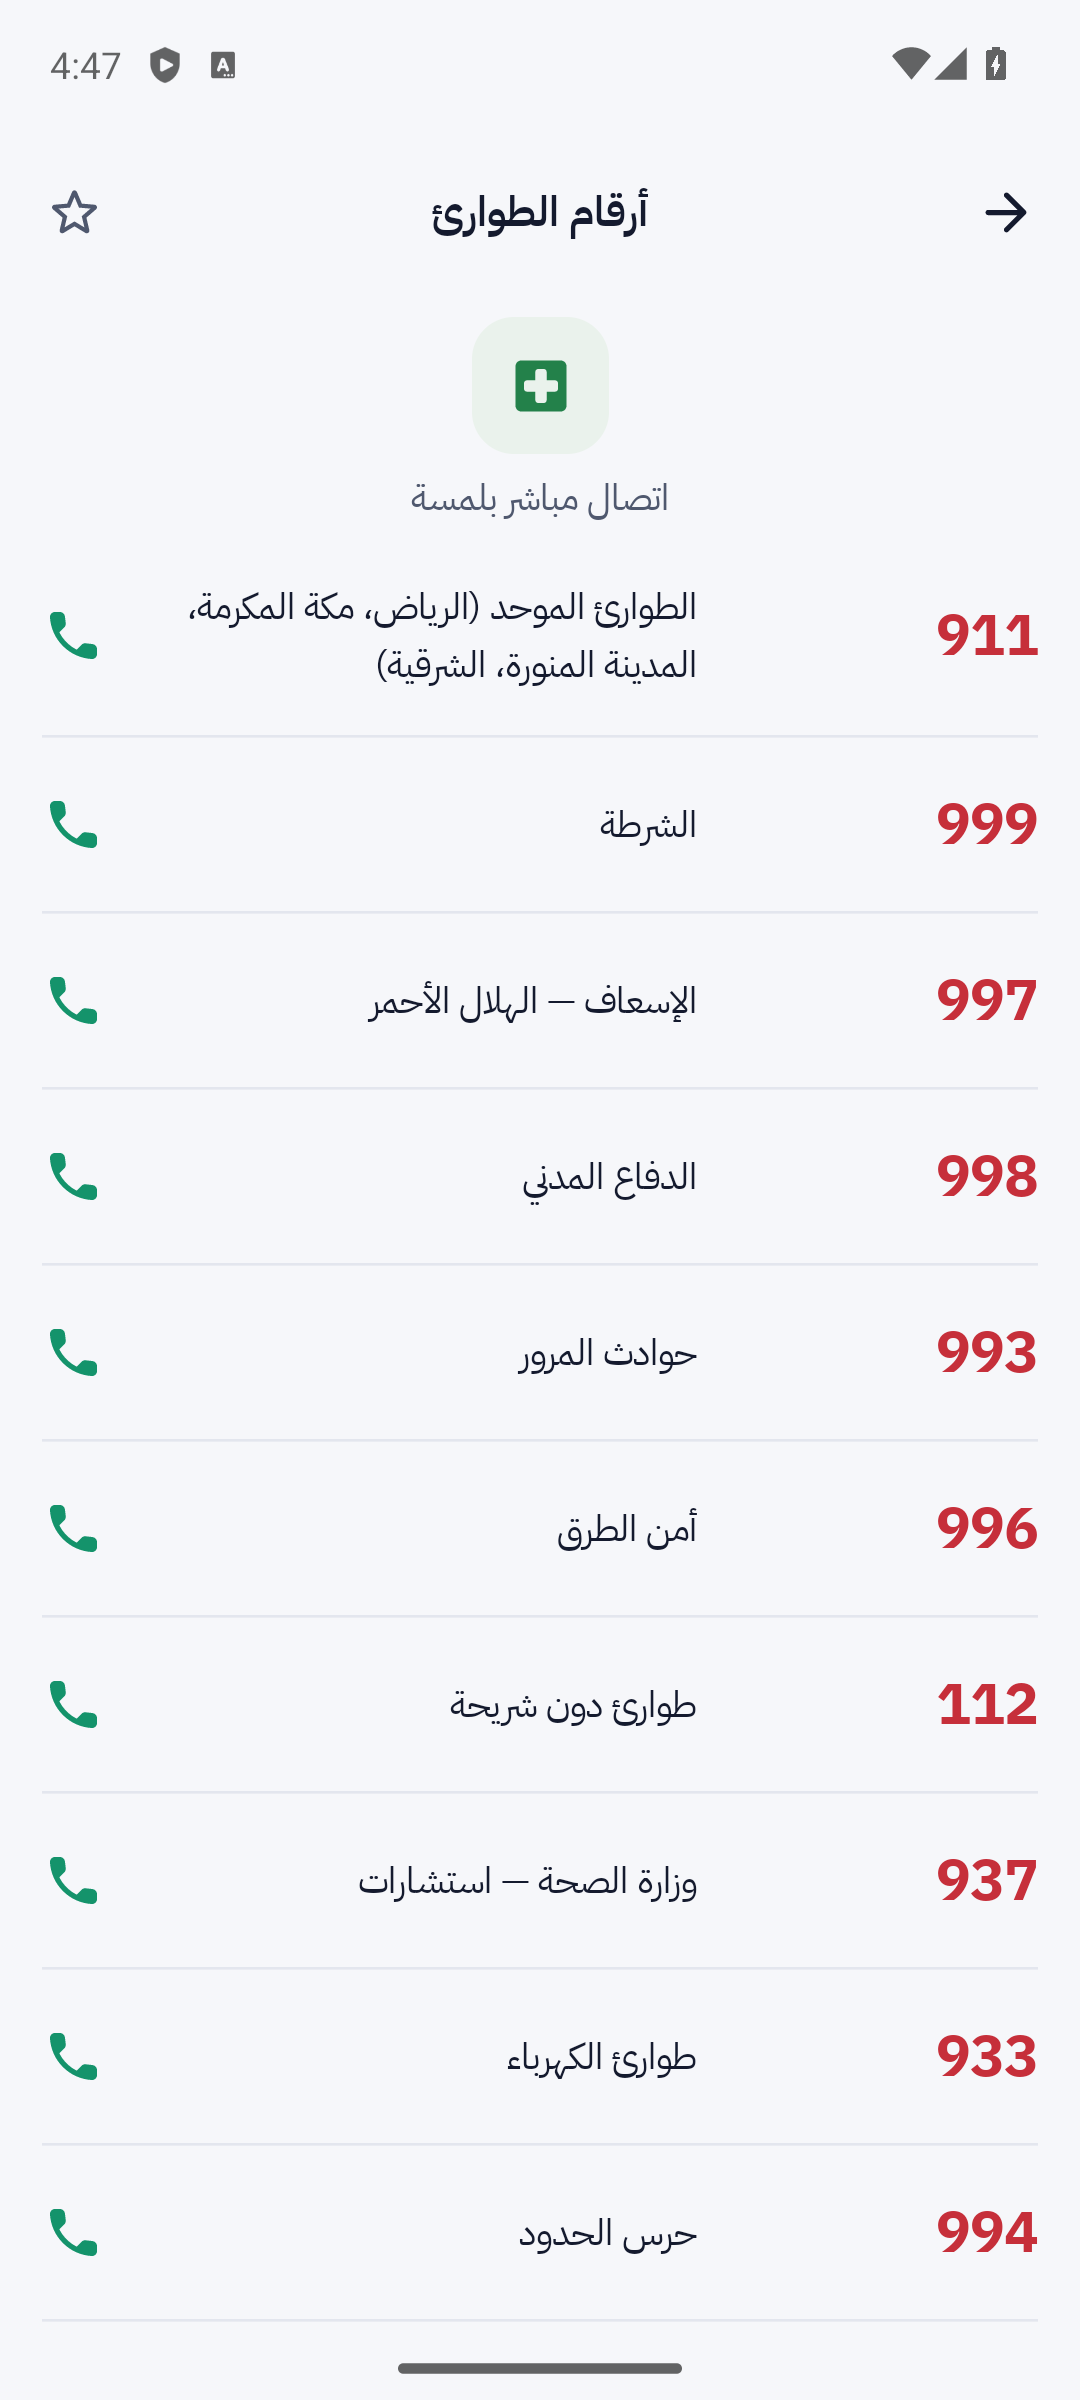 4:47
أرقام الطوارئ
اتصال مباشر بلمسة
911
الطوارئ الموحد (الرياض، مكة المكرمة،
المدينة المنورة، الشرقية)
999
الشرطة
997
الإسعاف — الهلال الأحمر
998
الدفاع المدني
993
حوادث المرور
996
أمن الطرق
112
طوارئ دون شريحة
937
وزارة الصحة — استشارات
933
طوارئ الكهرباء
994
حرس الحدود